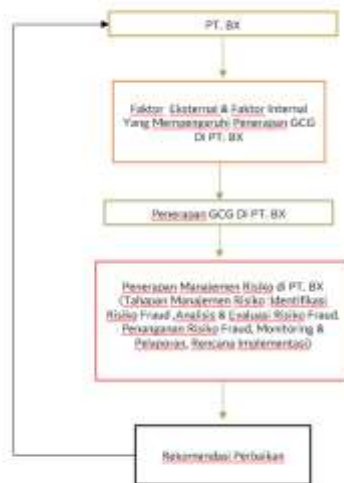 PT. BX
Faktor Eksternal & Faktor Internal
Yang Mempengaruhi Penerapan GCG
DI PT. BX
Penerapan GCG DI PT. BX
Penerapan Manajemen Risiko di PT. BX
(Tahapan Manajemen Risiko: Identifikasi
Risiko Fraud ,Analisis & Evaluasi Risiko Fraud,
Penanganan Risiko Fraud, Monitoring &
Pelaporan, Rencana Implementasi)
Rekomendasi Perbaikan